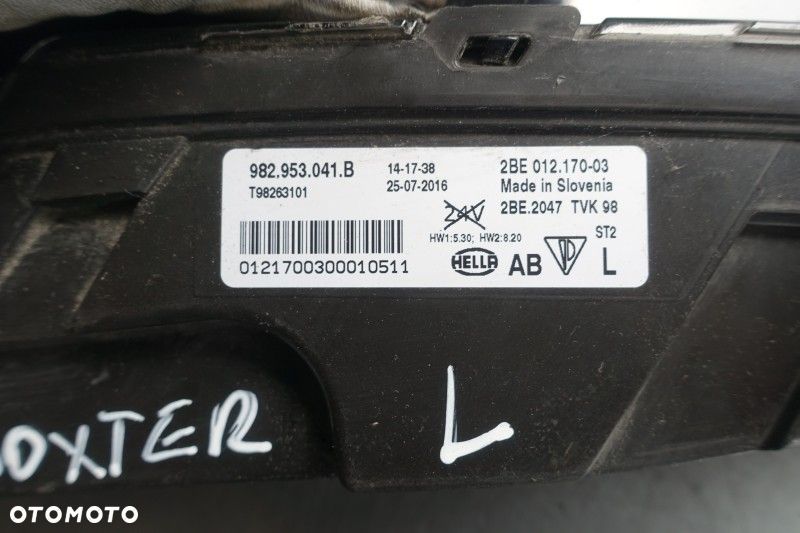 982.953.041.B 14-17-38 2BE 012.170-03
T98263101 25-07-2016 Made in Slovenia
2BE.2047 TVK 98
24V
HW1:5.30; HW2:8.20 ST2
0121700300010511 HELLA AB L
OXTER L
OTOMOTO